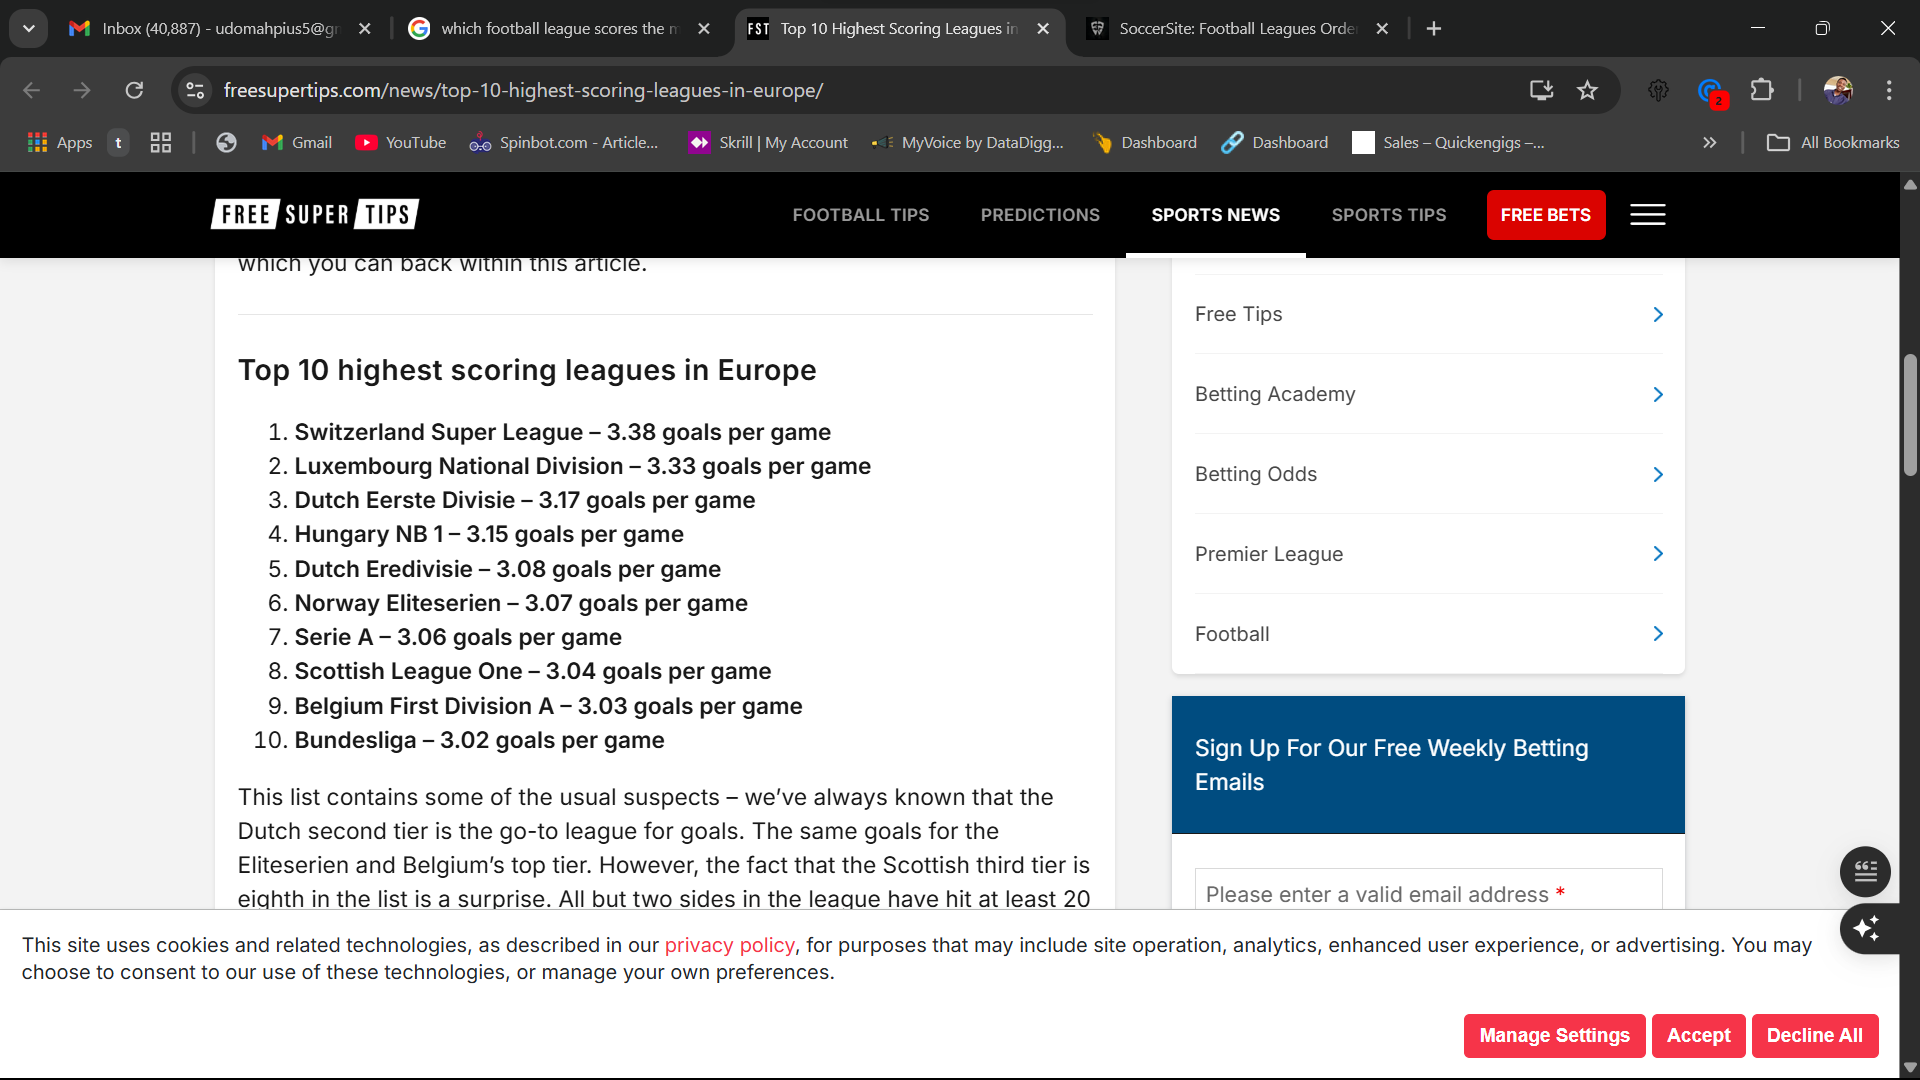 Inbox (40,887) - udomahpius5@gm
which football league scores the m
FST
Top 10 Highest Scoring Leagues in
SoccerSite: Football Leagues Orde
freesupertips.com/news/top-10-highest-scoring-leagues-in-europe/
2
Apps
t
Gmail
YouTube
Spinbot.com - Article...
Skrill | My Account
MyVoice by DataDigg...
Dashboard
Dashboard
Sales – Quickengigs –...
All Bookmarks
FREE SUPER TIPS
FOOTBALL TIPS
PREDICTIONS
SPORTS NEWS
SPORTS TIPS
FREE BETS
which you can back within this article.
Top 10 highest scoring leagues in Europe
1. Switzerland Super League – 3.38 goals per game
2. Luxembourg National Division – 3.33 goals per game
3. Dutch Eerste Divisie – 3.17 goals per game
4. Hungary NB 1 – 3.15 goals per game
5. Dutch Eredivisie – 3.08 goals per game
6. Norway Eliteserien – 3.07 goals per game
7. Serie A – 3.06 goals per game
8. Scottish League One – 3.04 goals per game
9. Belgium First Division A – 3.03 goals per game
10. Bundesliga – 3.02 goals per game
This list contains some of the usual suspects – we’ve always known that the
Dutch second tier is the go-to league for goals. The same goals for the
Eliteserien and Belgium’s top tier. However, the fact that the Scottish third tier is
eighth in the list is a surprise. All but two sides in the league have hit at least 20
Free Tips
Betting Academy
Betting Odds
Premier League
Football
Sign Up For Our Free Weekly Betting
Emails
Please enter a valid email address *
This site uses cookies and related technologies, as described in our privacy policy, for purposes that may include site operation, analytics, enhanced user experience, or advertising. You may
choose to consent to our use of these technologies, or manage your own preferences.
Manage Settings
Accept
Decline All